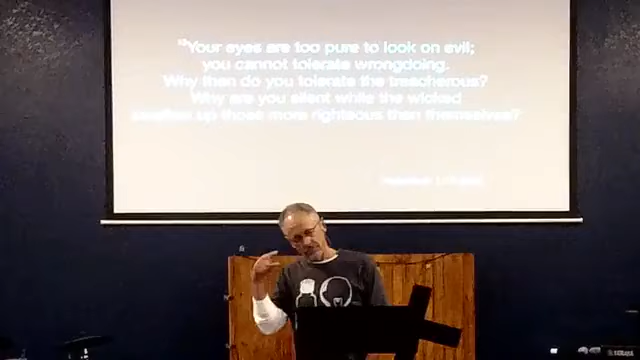 ¹³Your eyes are too pure to look on evil;
you cannot tolerate wrongdoing.
Why then do you tolerate the treacherous?
Why are you silent while the wicked
swallow up those more righteous than themselves?